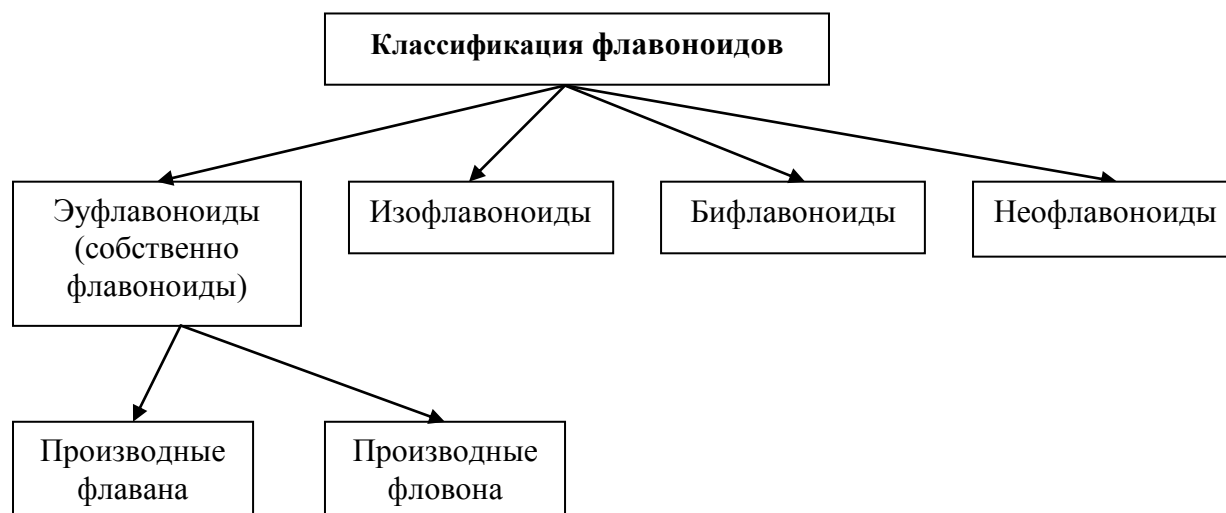 Классификация флавоноидов
Эуфлавоноиды
(собственно
флавоноиды)
Изофлавоноиды
Бифлавоноиды
Неофлавоноиды
Производные
флавана
Производные
фловона